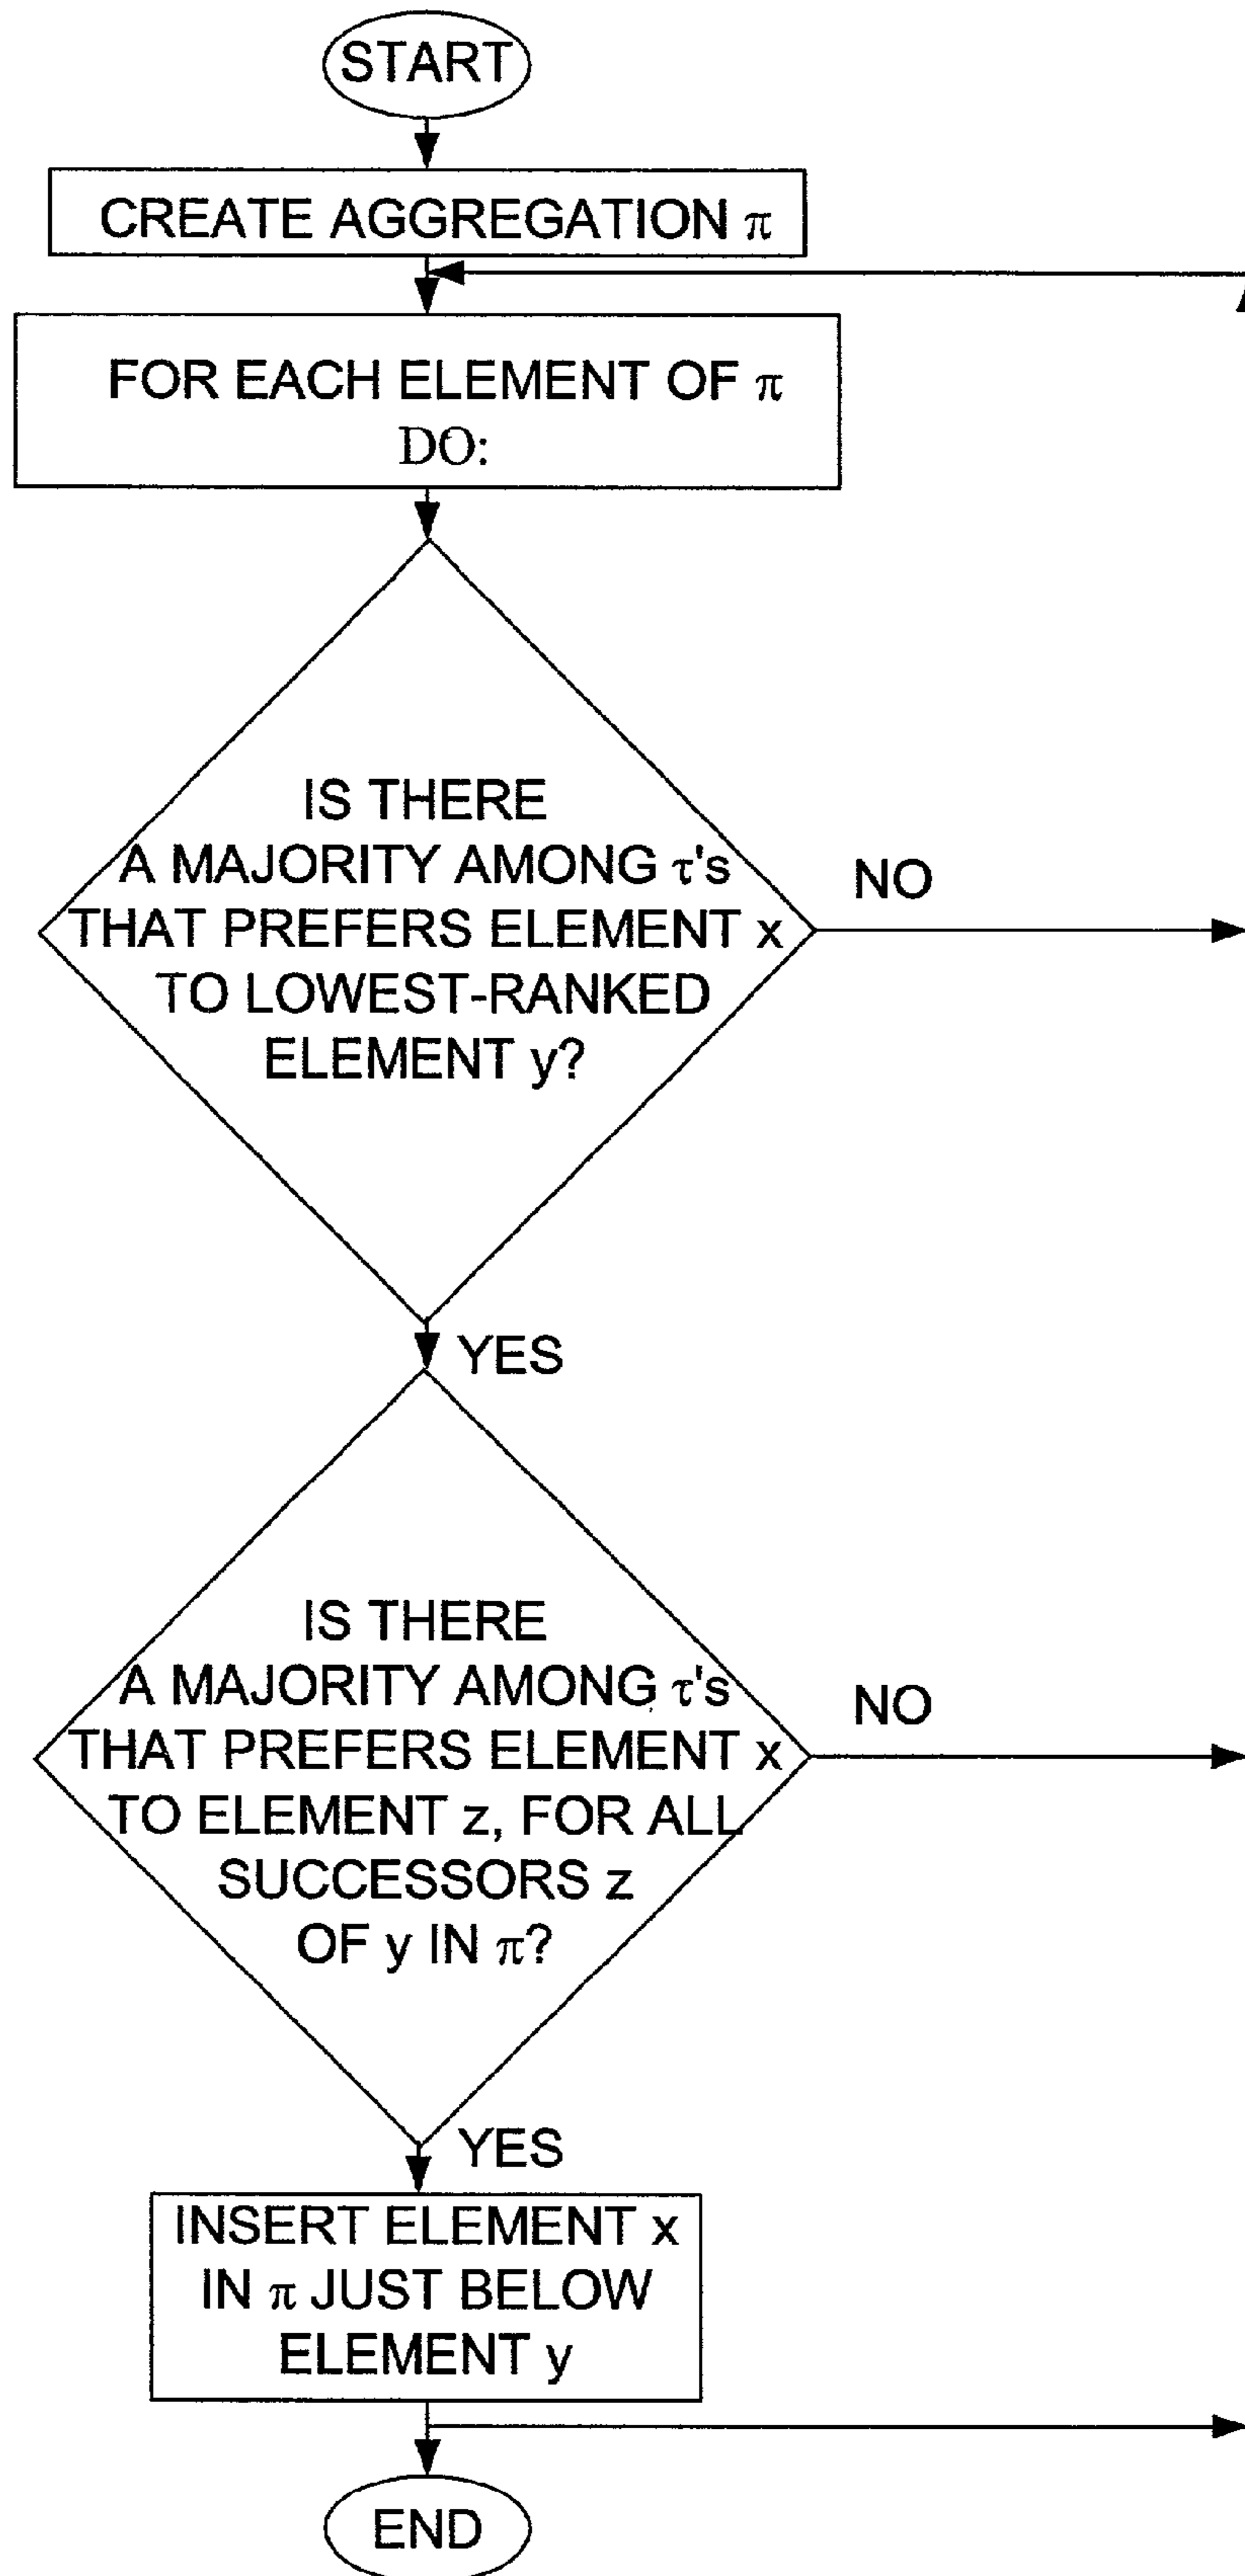 START
CREATE AGGREGATION π
FOR EACH ELEMENT OF π
DO:
IS THERE
A MAJORITY AMONG τ's
THAT PREFERS ELEMENT x
TO LOWEST-RANKED
ELEMENT y?
NO
YES
IS THERE
A MAJORITY AMONG τ's
THAT PREFERS ELEMENT x
TO ELEMENT z, FOR ALL
SUCCESSORS z
OF y IN π?
NO
YES
INSERT ELEMENT x
IN π JUST BELOW
ELEMENT y
END